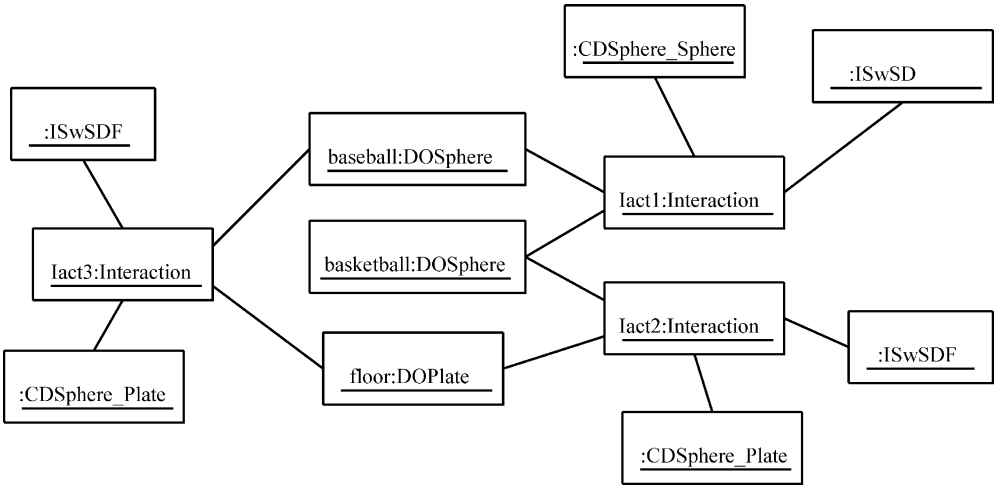 :CDSphere_Sphere
:ISwSD
:ISwSDF
baseball:DOSphere
Iact1:Interaction
Iact3:Interaction
basketball:DOSphere
Iact2:Interaction
:ISwSDF
floor:DOPlate
:CDSphere_Plate
:CDSphere_Plate